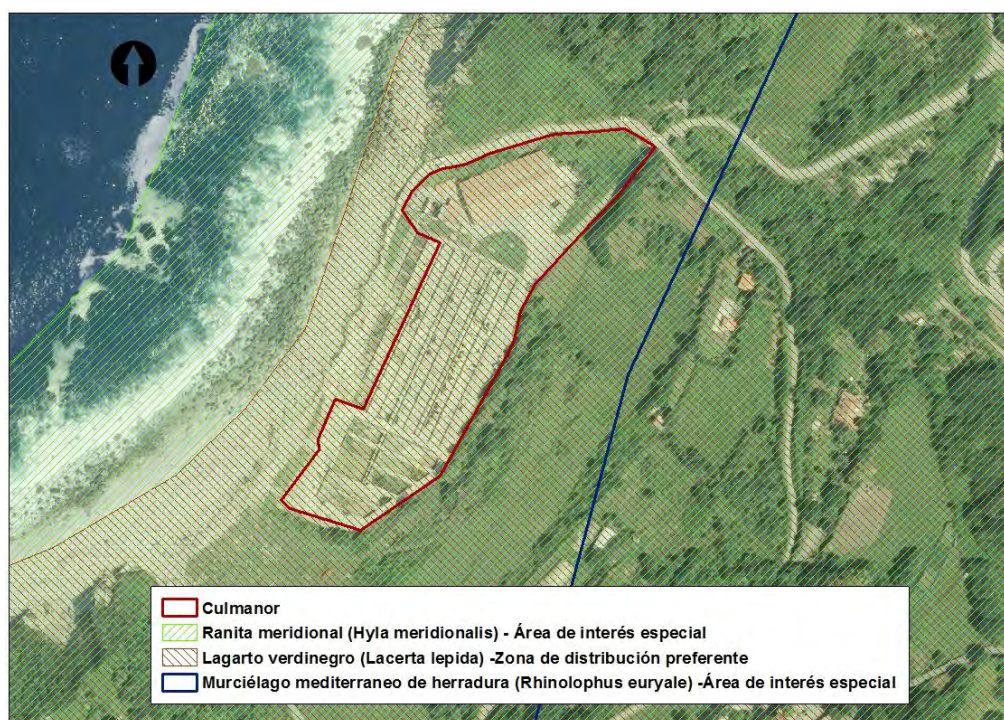 Culmanor
Ranita meridional (Hyla meridionalis) - Área de interés especial
Lagarto verdinegro (Lacerta lepida) -Zona de distribución preferente
Murciélago mediterraneo de herradura (Rhinolophus euryale) -Área de interés especial